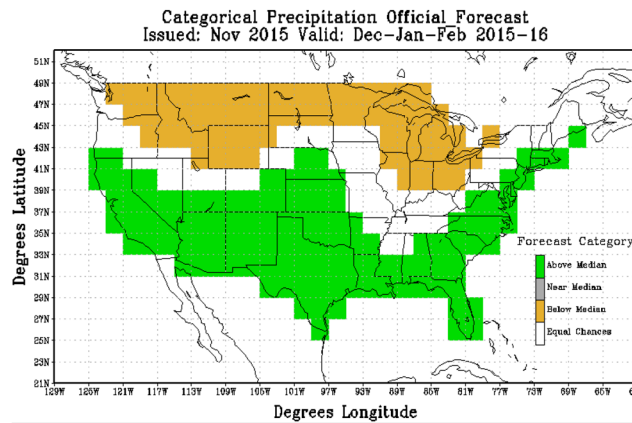 Categorical Precipitation Official_Forecast
Issued: Nov 2015 Valid: Dec-Jan-Feb 2015-16
51N
49N
47N
45N
43N
41N
39N
37N
35N
33N
31N
29N
27N
25N
23N
21N
Degrees Latitude
Forecast Category
Above Median
Near Median
Below Median
Equal Chances
129W 125W 121W 117W 113W 109W 105W 101W 97W 93W 89W 85W 81W 77W 73W 69W 65W
Degrees Longitude